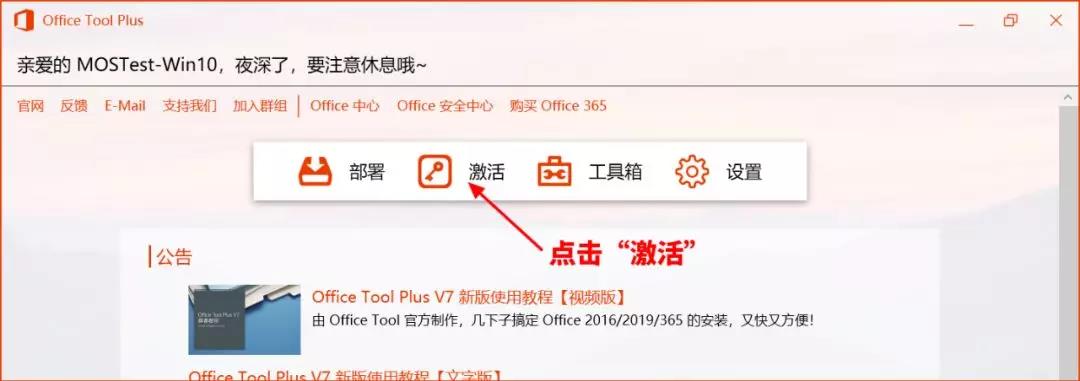 Office Tool Plus
亲爱的 MOSTest-Win10，夜深了，要注意休息哦~
官网 反馈 E-Mail 支持我们 加入群组 Office 中心 Office 安全中心 购买 Office 365
部署 激活 工具箱 设置
点击“激活”
公告
Office Tool Plus V7 新版使用教程【视频版】
Office Tool Plus V7
由 Office Tool 官方制作，几下子搞定 Office 2016/2019/365 的安装，又快又方便！
Office Tool Plus V7 新版使用教程【文字版】